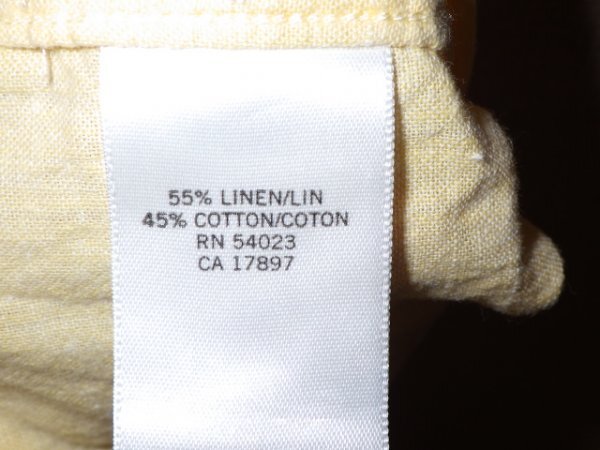 55% LINEN/LIN
45% COTTON/COTON
RN 54023
CA 17897